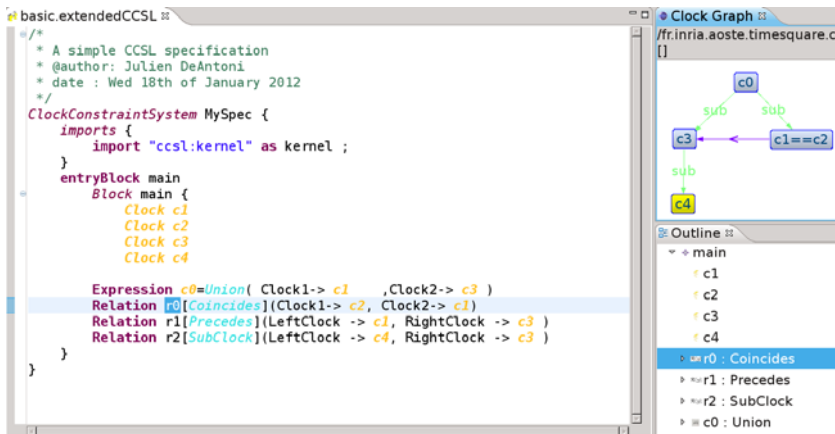 basic.extendedCCSL
/*
* A simple CCSL specification
* @author: Julien DeAntoni
* date : Wed 18th of January 2012
*/
ClockConstraintSystem MySpec {
imports {
import "ccsl:kernel" as kernel ;
}
entryBlock main
Block main {
Clock c1
Clock c2
Clock c3
Clock c4
Expression c0=Union( Clock1-> c1 ,Clock2-> c3 )
Relation r0[Coincides](Clock1-> c2, Clock2-> c1)
Relation r1[Precedes](LeftClock -> c1, RightClock -> c3 )
Relation r2[SubClock](LeftClock -> c4, RightClock -> c3 )
}
}
Clock Graph
/fr.inria.aoste.timesquare.c
[]
c0
sub sub
c3 c1==c2
sub
c4
Outline
main
c1
c2
c3
c4
r0 : Coincides
r1 : Precedes
r2 : SubClock
c0 : Union